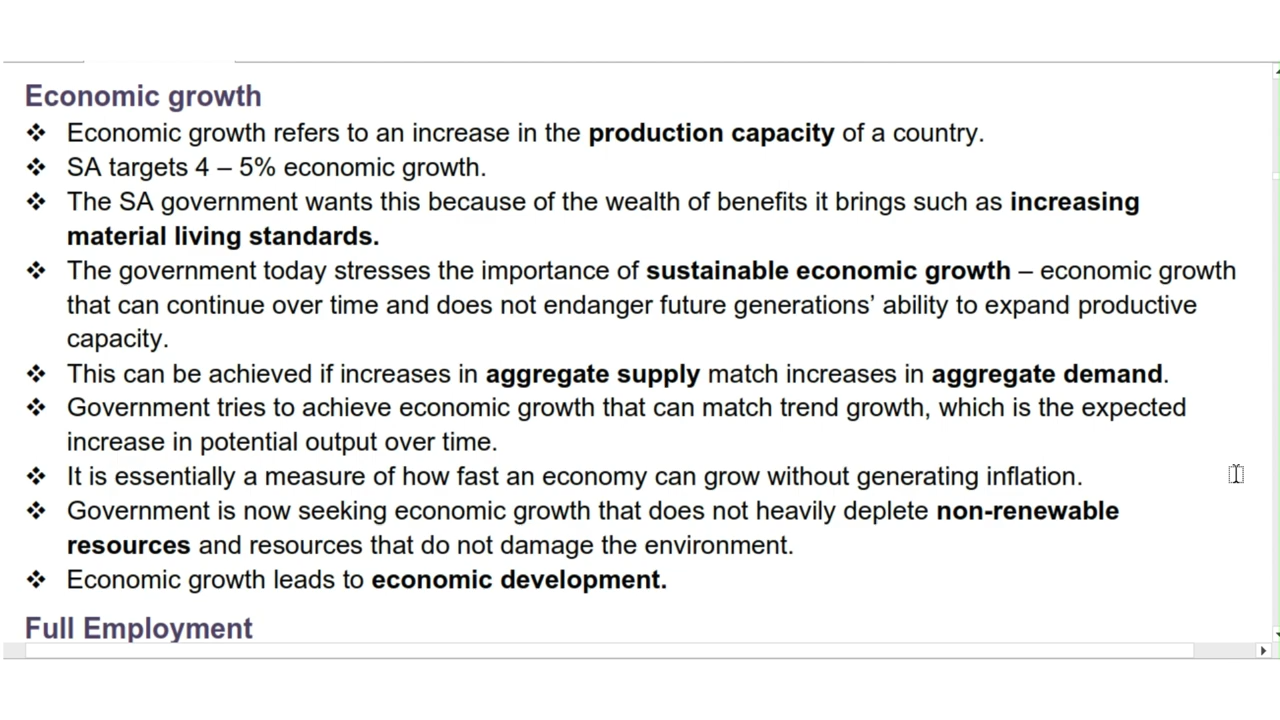 Economic growth
❖ Economic growth refers to an increase in the production capacity of a country.
❖ SA targets 4 – 5% economic growth.
❖ The SA government wants this because of the wealth of benefits it brings such as increasing
material living standards.
❖ The government today stresses the importance of sustainable economic growth – economic growth
that can continue over time and does not endanger future generations’ ability to expand productive
capacity.
❖ This can be achieved if increases in aggregate supply match increases in aggregate demand.
❖ Government tries to achieve economic growth that can match trend growth, which is the expected
increase in potential output over time.
❖ It is essentially a measure of how fast an economy can grow without generating inflation.
❖ Government is now seeking economic growth that does not heavily deplete non-renewable
resources and resources that do not damage the environment.
❖ Economic growth leads to economic development.
Full Employment